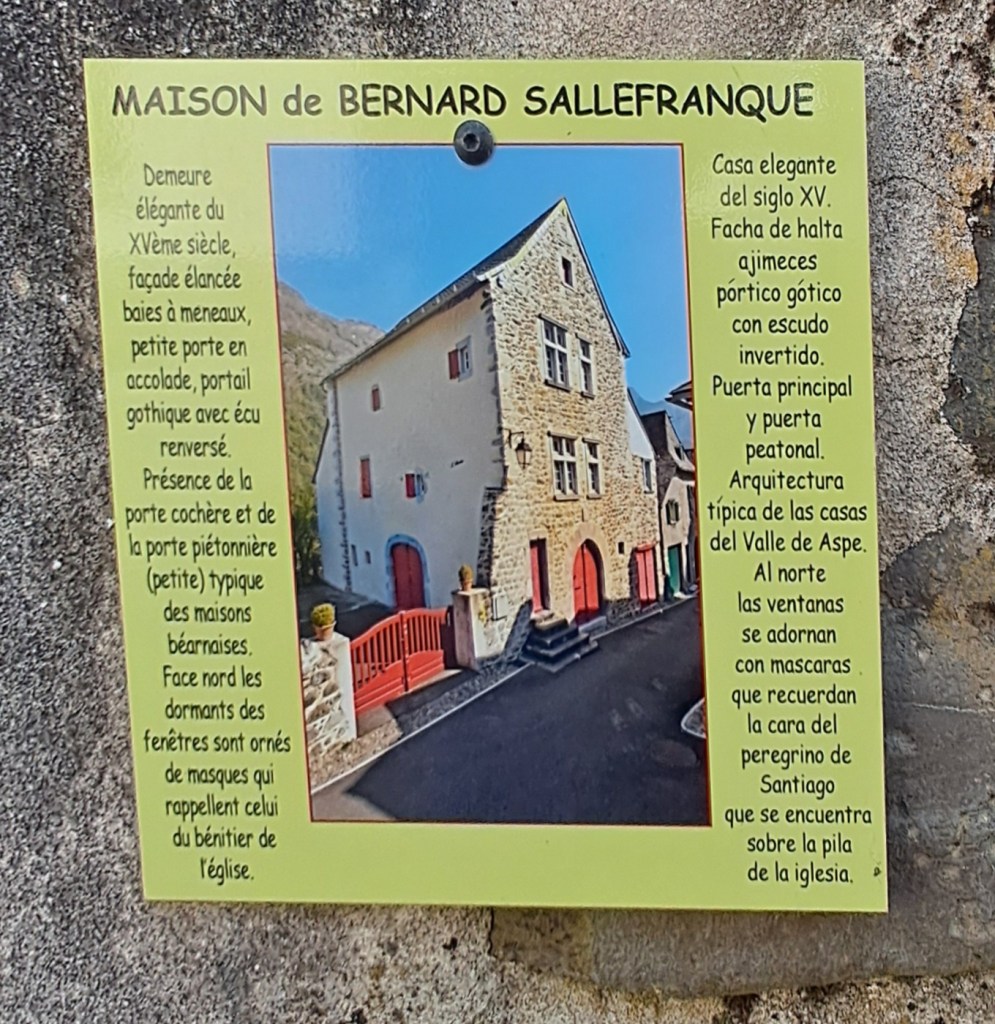 MAISON de BERNARD SALLEFRANQUE
Demeure
élégante du
XVème siècle,
façade élancée
baies à meneaux,
petite porte en
accolade, portail
gothique avec écu
renversé.
Présence de la
porte cochère et de
la porte piétonnière
(petite) typique
des maisons
béarnaises.
Face nord les
dormants des
fenêtres sont ornés
de masques qui
rappellent celui
du bénitier de
l'église.
Casa elegante
del siglo XV.
Facha de halta
ajimeces
pórtico gótico
con escudo
invertido.
Puerta principal
y puerta
peatonal.
Arquitectura
típica de las casas
del Valle de Aspe.
Al norte
las ventanas
se adornan
con mascaras
que recuerdan
la cara del
peregrino de
Santiago
que se encuentra
sobre la pila
de la iglesia.